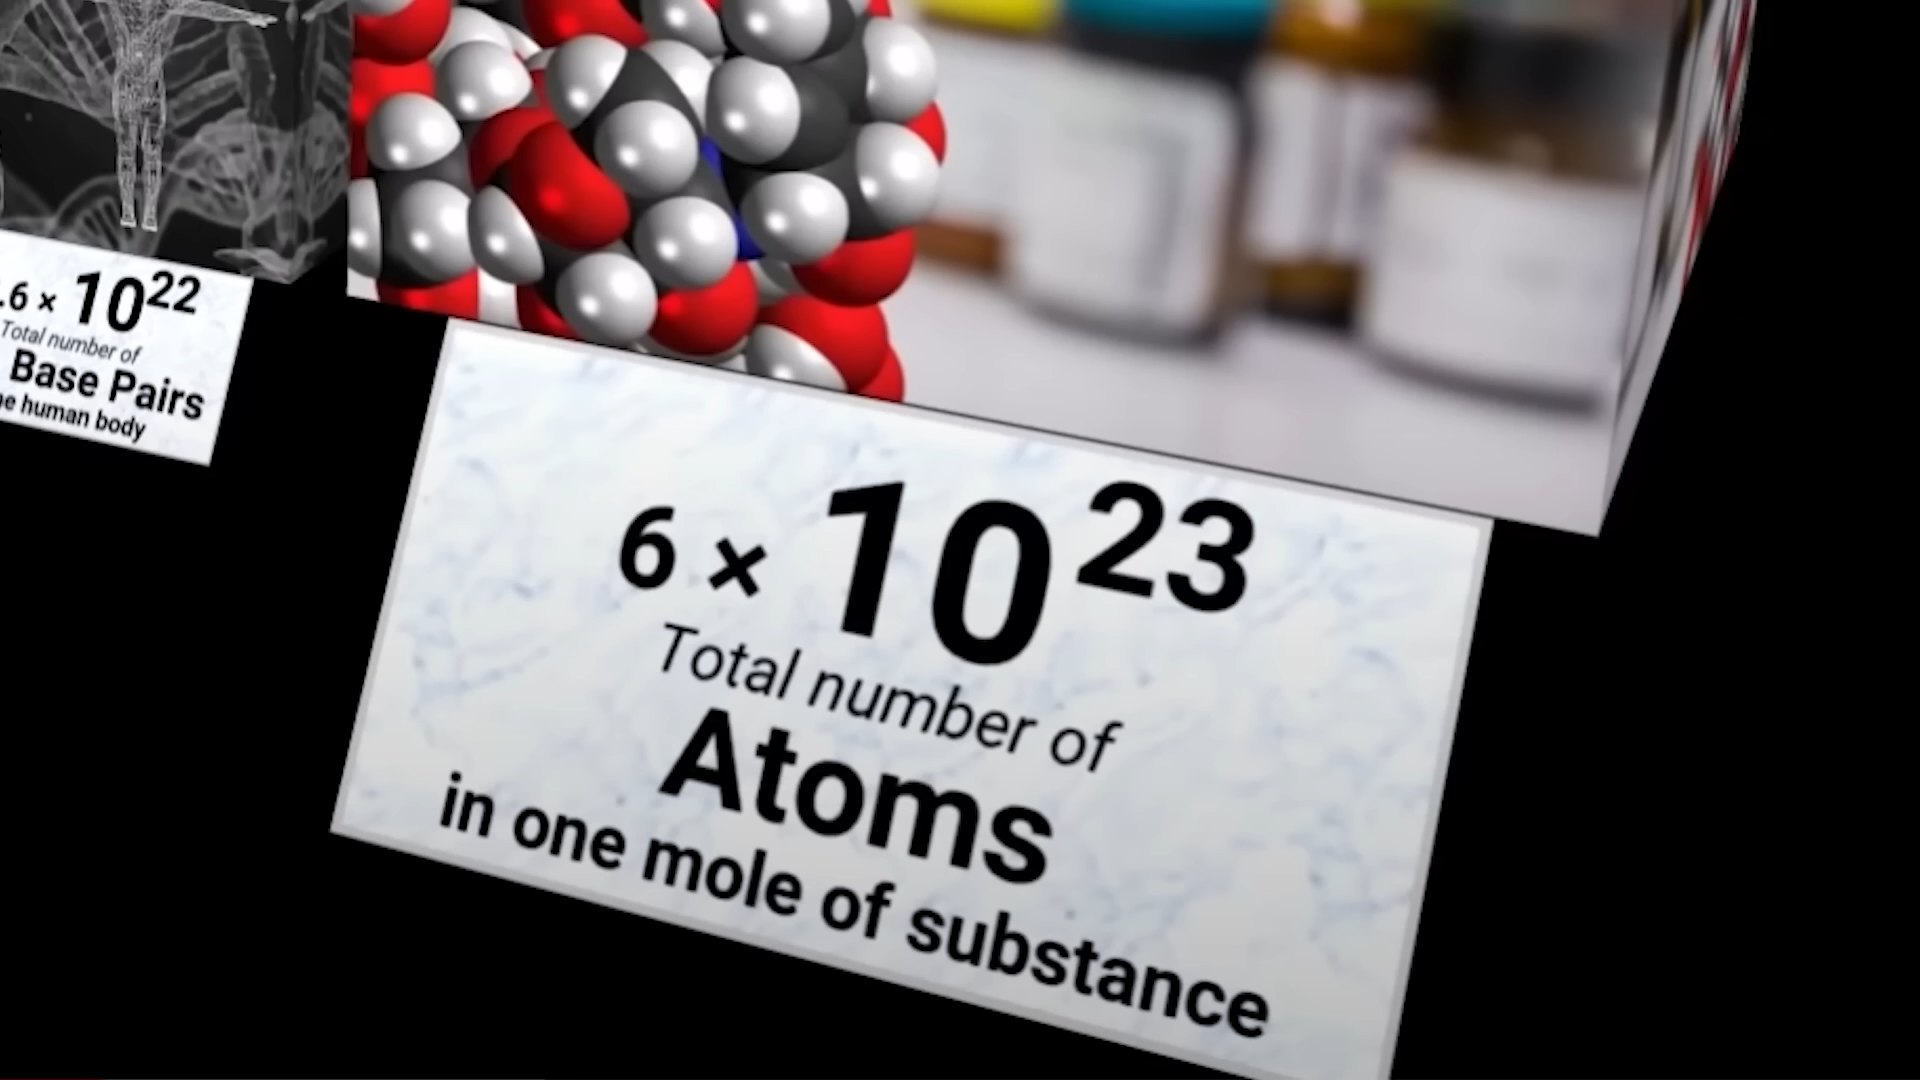 .6 × 10²²
Total number of
Base Pairs
human body
6 × 10²³
Total number of
Atoms
in one mole of substance